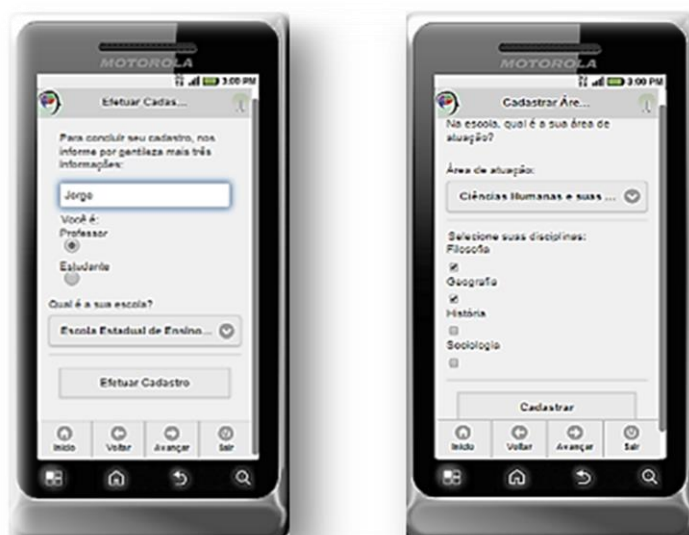 MOTOROLA
3:00 PM
Efetuar Cadas...
Para concluir seu cadastro, nos
informe por gentileza mais três
informações:
Jorge
Você é:
Professor
Estudante
Qual é a sua escola?
Escola Estadual de Ensino...
Efetuar Cadastro
Início Voltar Avançar Sair
MOTOROLA
3:00 PM
Cadastrar Áre...
Na escola, qual é a sua área de
atuação?
Área de atuação:
Ciências Humanas e suas ...
Selecione suas disciplinas:
Filosofia
Geografia
História
Sociologia
Cadastrar
Início Voltar Avançar Sair